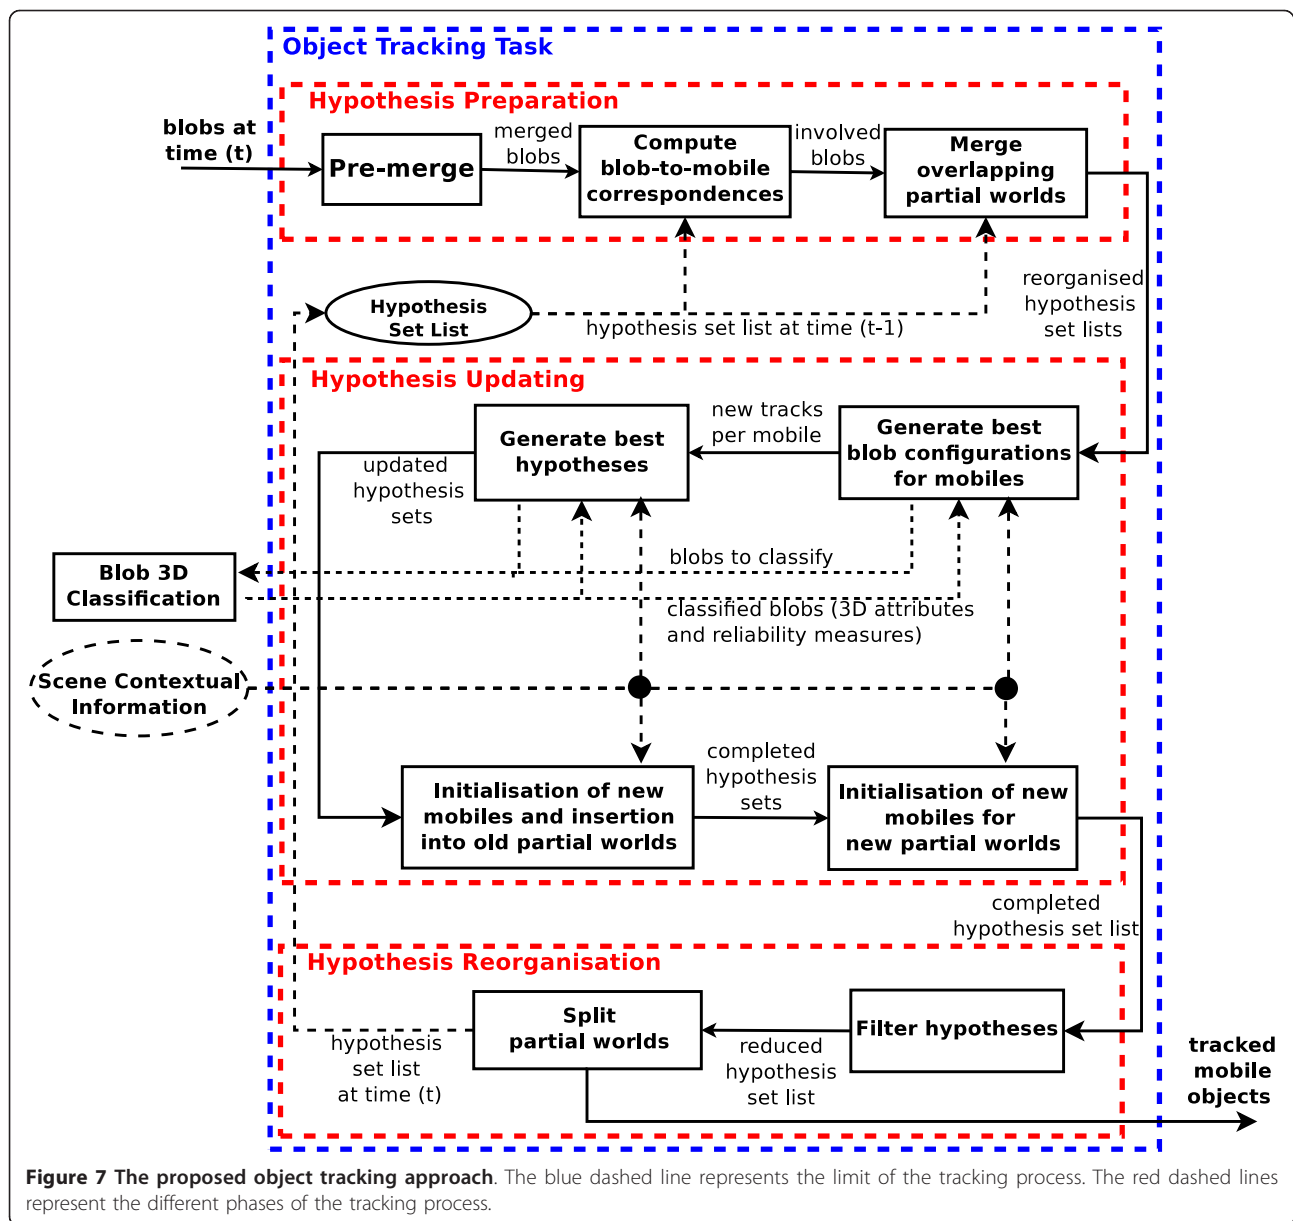 Object Tracking Task
Hypothesis Preparation
blobs at
time (t)
Pre-merge
merged
blobs
Compute
blob-to-mobile
correspondences
involved
blobs
Merge
overlapping
partial worlds
reorganised
hypothesis
set lists
Hypothesis
Set List
hypothesis set list at time (t-1)
Hypothesis Updating
Generate best
hypotheses
new tracks
per mobile
Generate best
blob configurations
for mobiles
updated
hypothesis
sets
blobs to classify
Blob 3D
Classification
classified blobs (3D attributes
and reliability measures)
Scene Contextual
Information
Initialisation of new
mobiles and insertion
into old partial worlds
completed
hypothesis
sets
Initialisation of new
mobiles for
new partial worlds
completed
hypothesis set list
Hypothesis Reorganisation
Split
partial worlds
Filter hypotheses
hypothesis
set list
at time (t)
reduced
hypothesis
set list
tracked
mobile
objects
Figure 7 The proposed object tracking approach. The blue dashed line represents the limit of the tracking process. The red dashed lines
represent the different phases of the tracking process.